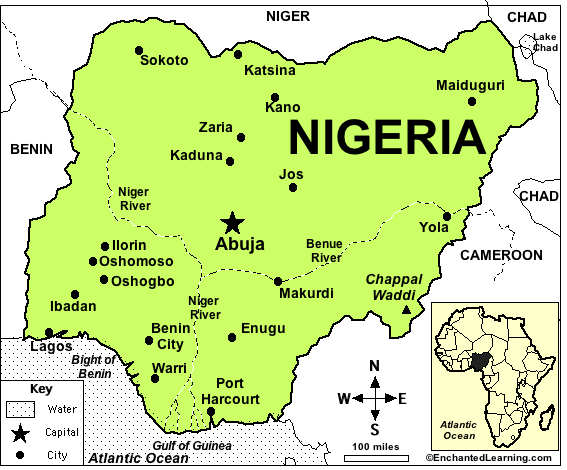 NIGER
CHAD
Lake
Chad
Sokoto
Katsina
Maiduguri
Kano
Zaria
NIGERIA
BENIN
Kaduna
Jos
Niger
River
CHAD
Yola
Abuja
Benue
River
Ilorin
Oshomoso
Oshogbo
CAMEROON
Chappal
Waddi
Makurdi
Ibadan
Niger
River
Benin
City
Enugu
Lagos
Bight of
Benin
Warri
Port
Harcourt
N
W
E
S
100 miles
Key
Water
Capital
City
Gulf of Guinea
Atlantic Ocean
Atlantic
Ocean
©EnchantedLearning.com